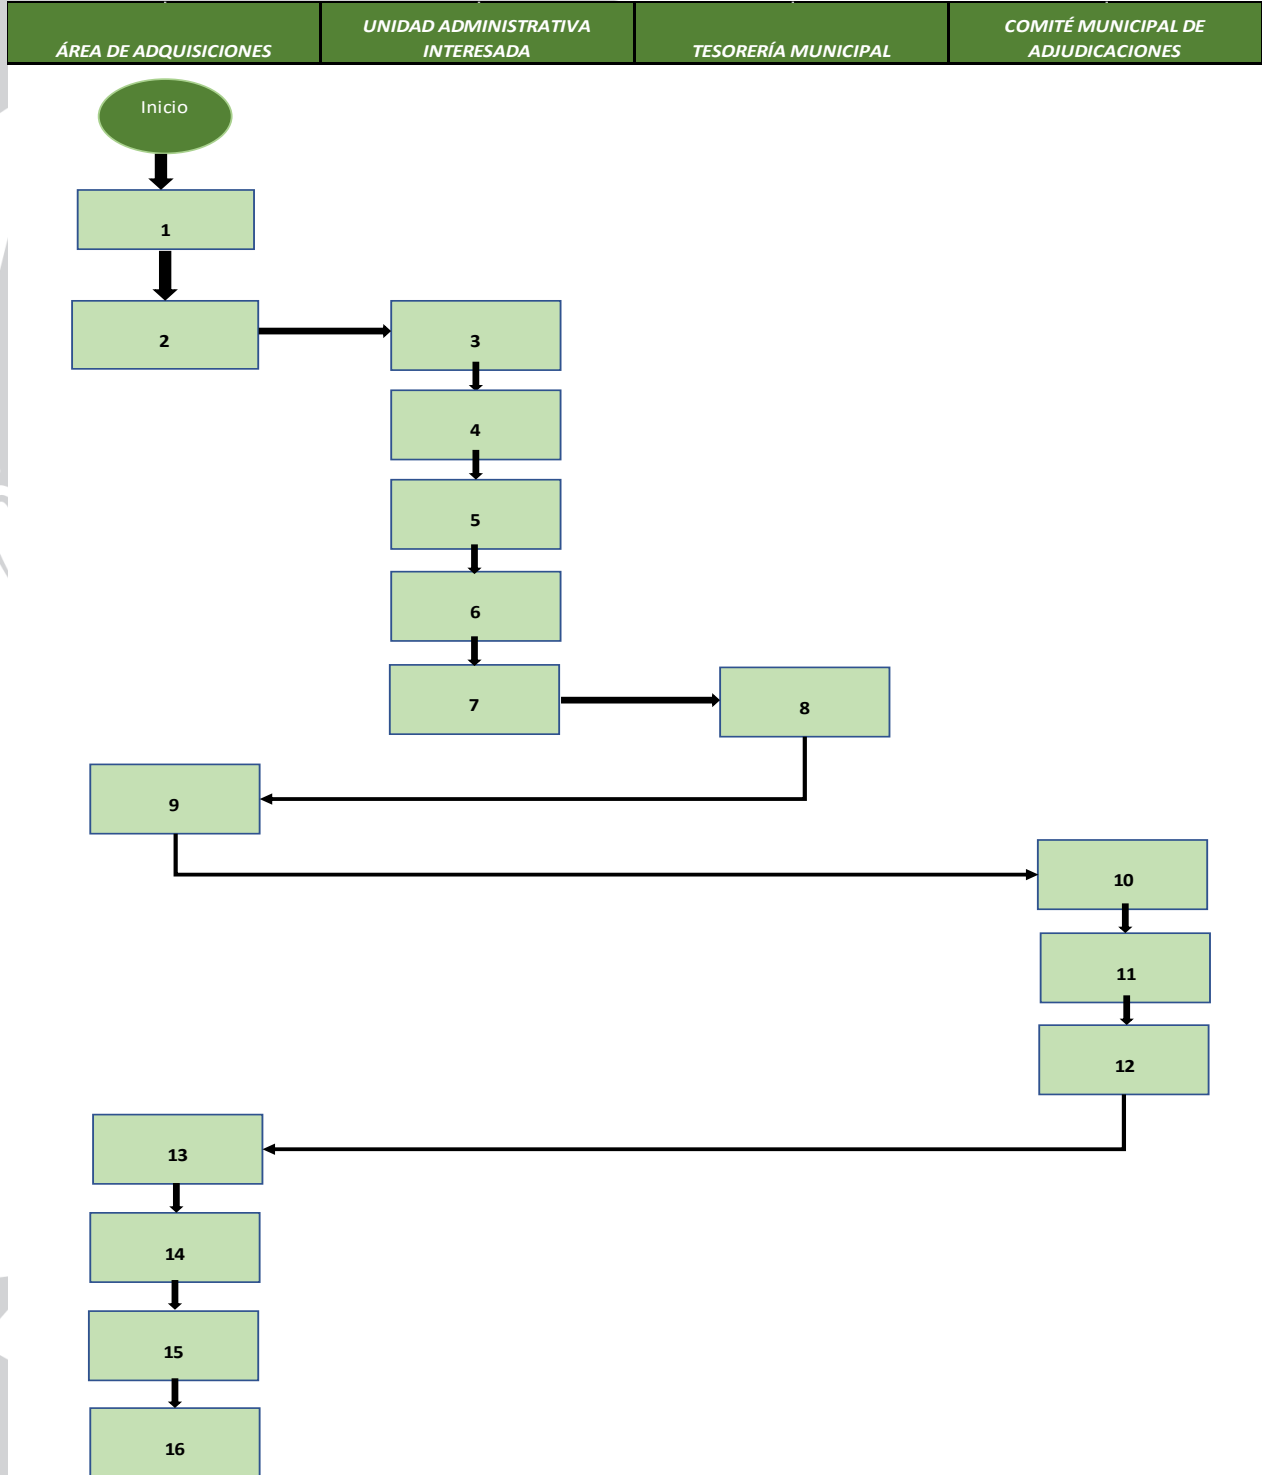 ÁREA DE ADQUISICIONES
UNIDAD ADMINISTRATIVA
INTERESADA
TESORERÍA MUNICIPAL
COMITÉ MUNICIPAL DE
ADJUDICACIONES
Inicio
1
2
3
4
5
6
7
8
9
10
11
12
13
14
15
16